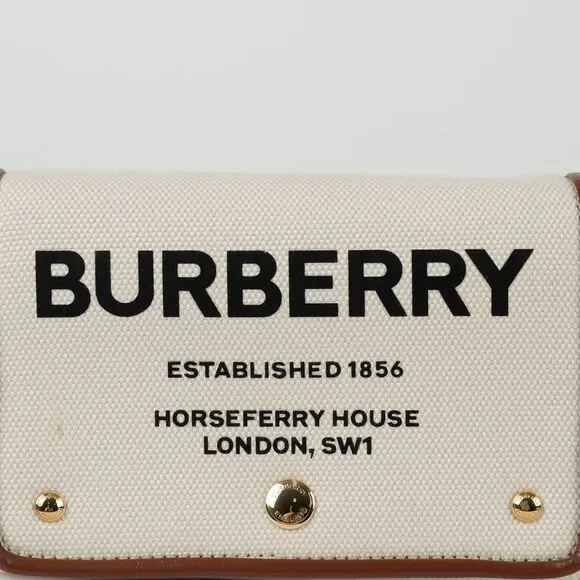 BURBERRY
ESTABLISHED 1856
HORSEFERRY HOUSE
LONDON, SW1